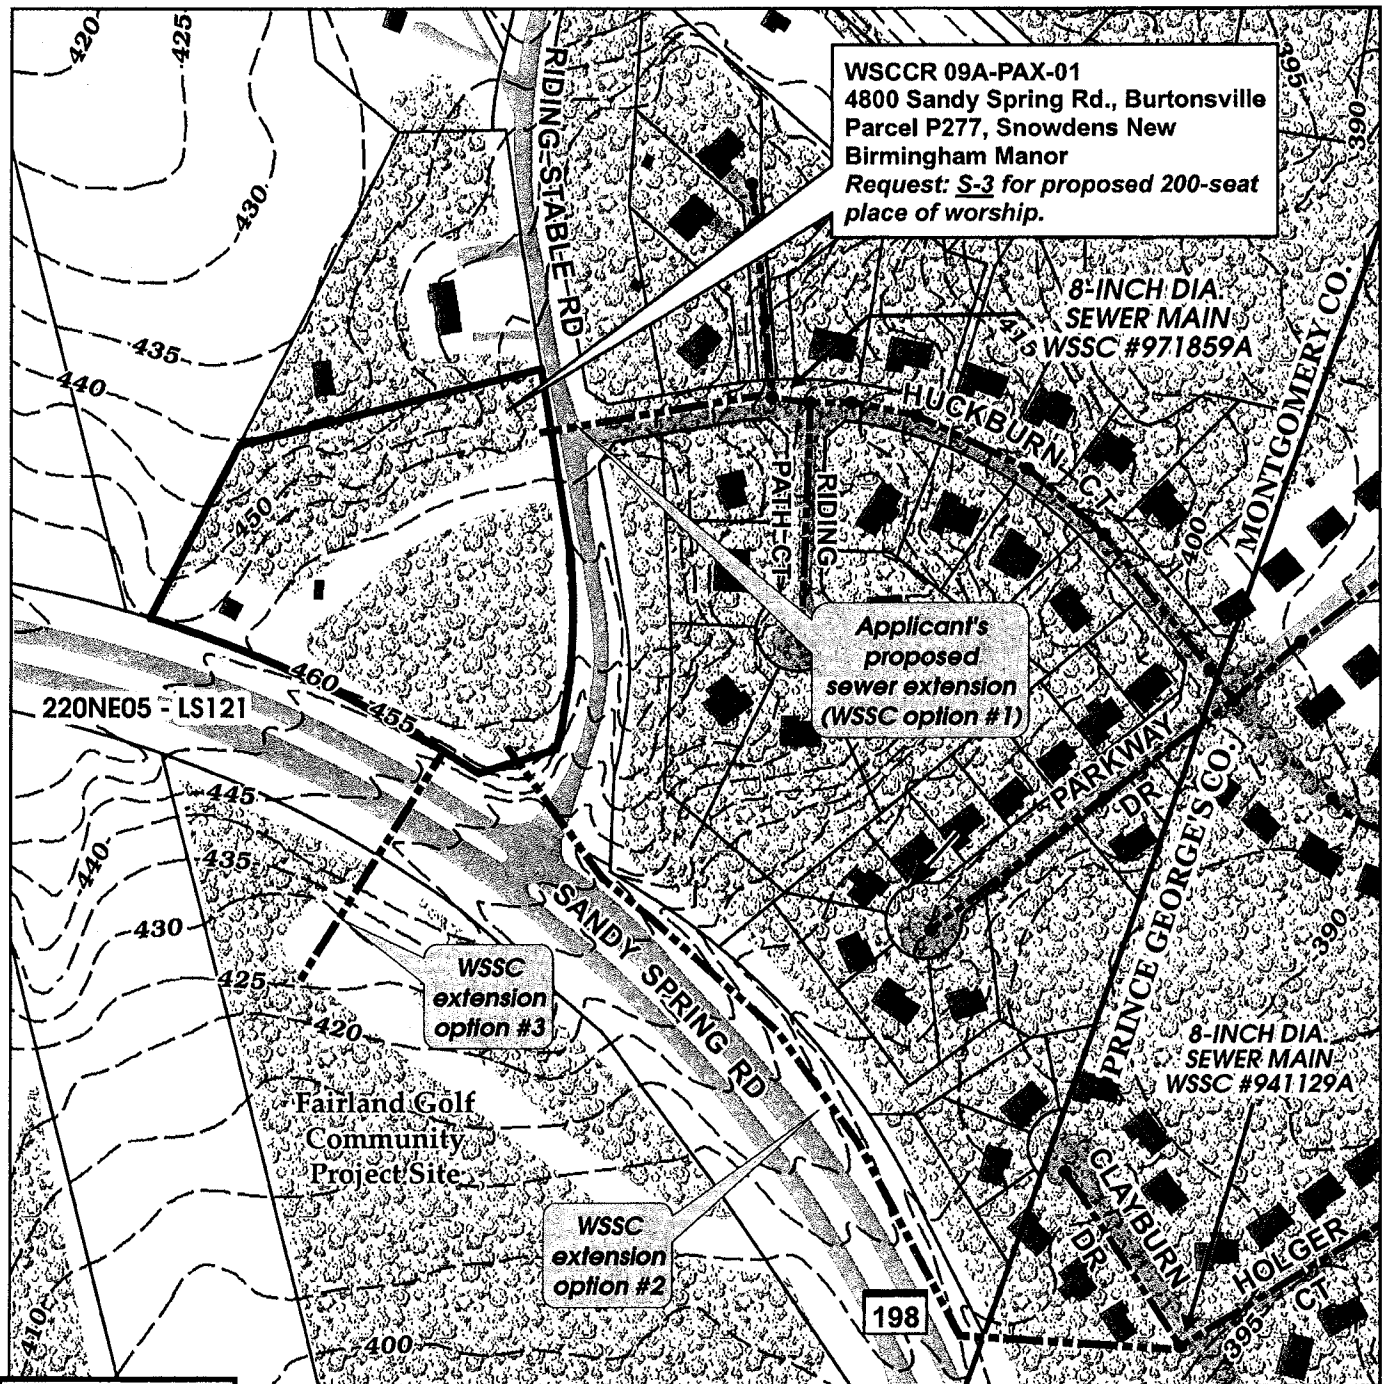 420
425
RIDING STABLE RD
395
390
WSCCR 09A-PAX-01
4800 Sandy Spring Rd., Burtonsville
Parcel P277, Snowdens New
Birmingham Manor
Request: S-3 for proposed 200-seat
place of worship.
430
435
440
8-INCH DIA.
SEWER MAIN
WSSC #971859A
415
MONTGOMERY CO.
HUCKBURN CT
450
RIDING
PATH CT
400
Applicant's
proposed
sewer extension
(WSSC option #1)
460
455
220NE05 - LS121
PARKWAY
DR
PRINCE GEORGE'S CO.
445
440
435
430
425
420
SANDY SPRING RD
WSSC
extension
option #3
390
8-INCH DIA.
SEWER MAIN
WSSC #941129A
Fairland Golf
Community
Project Site
WSSC
extension
option #2
CLAYBURN
DR
HOLGER
CT
395
198
410
400